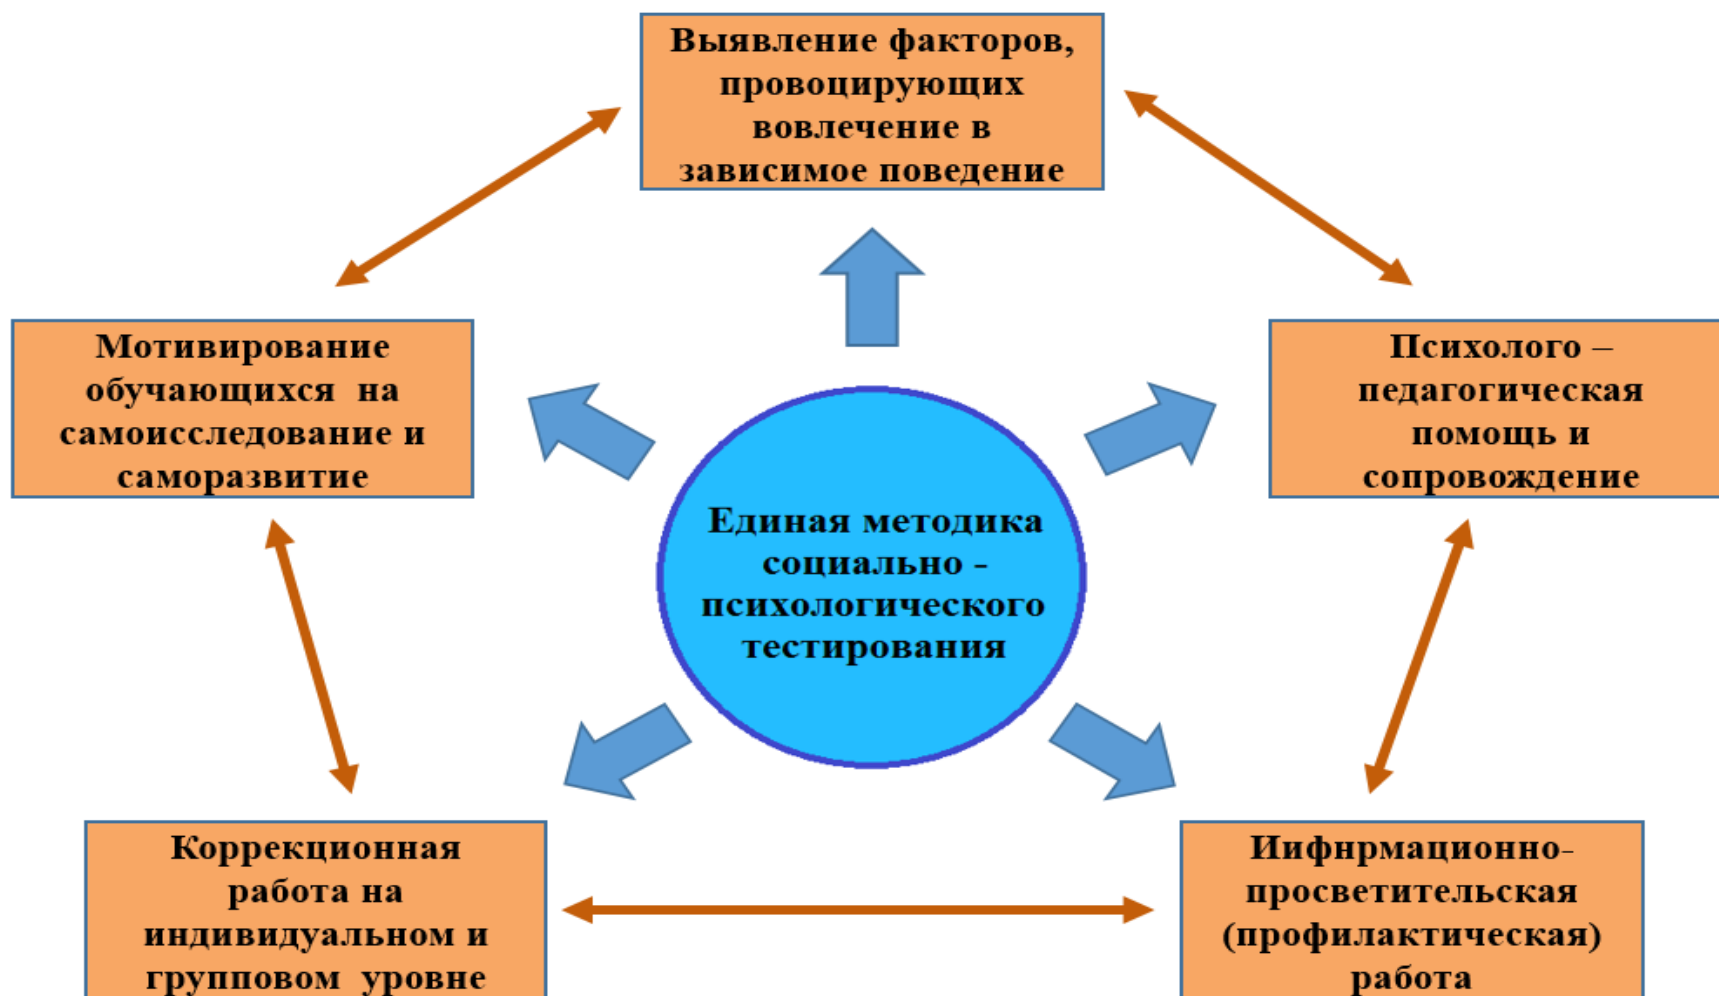 Выявление факторов,
провоцирующих
вовлечение в
зависимое поведение
Мотивирование
обучающихся на
самоисследование и
саморазвитие
Психолого –
педагогическая
помощь и
сопровождение
Единая методика
социально -
психологического
тестирования
Коррекционная
работа на
индивидуальном и
групповом уровне
Иифнрмационно-
просветительская
(профилактическая)
работа